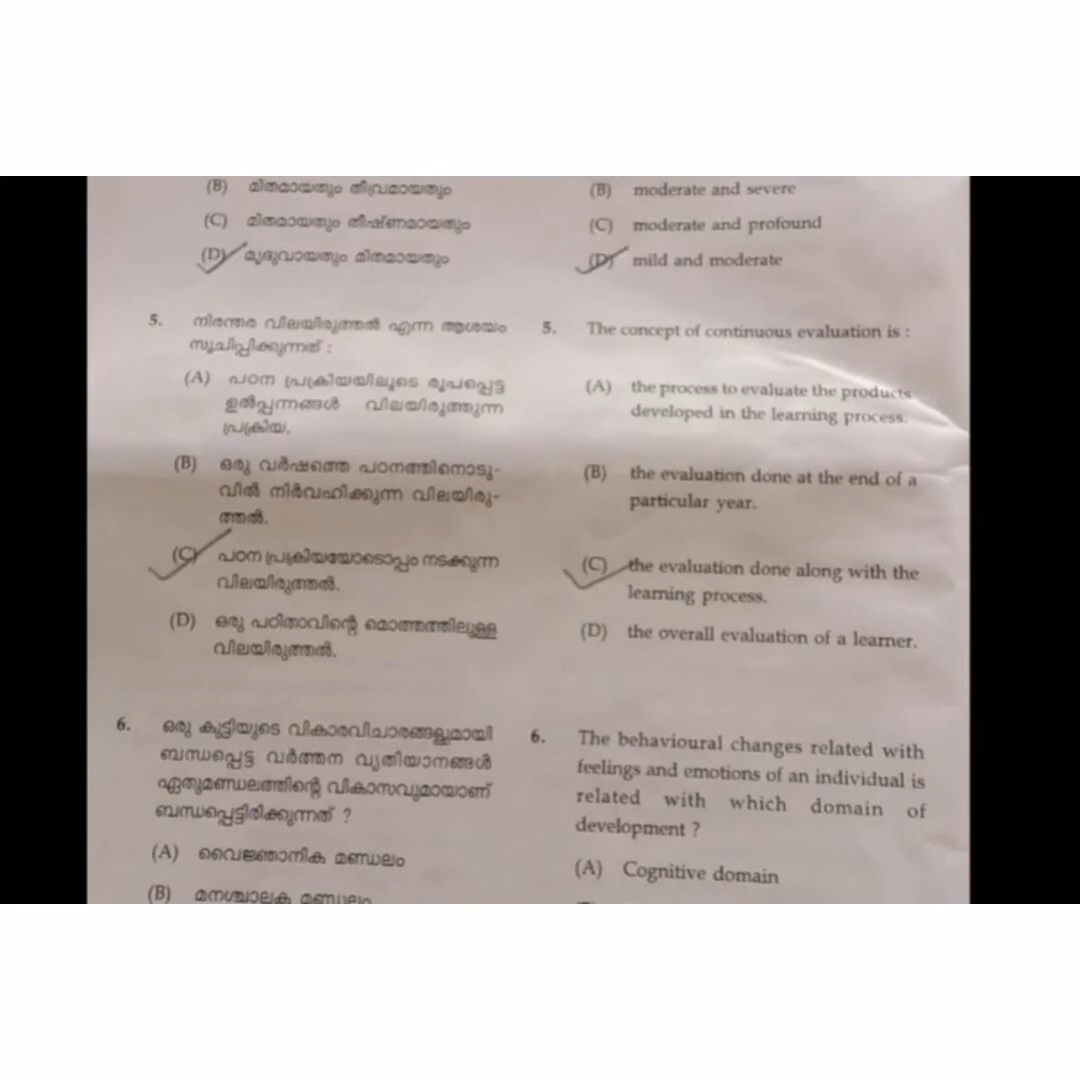 (B) മിതമായതും തീവ്രമായതും
(C) മിതമായതും തീഷ്ണമായതും
(D) മൃദുവായതും മിതമായതും
5. നിരന്തര വിലയിരുത്തൽ എന്ന ആശയം
സൂചിപ്പിക്കുന്നത് :
(A) പഠന പ്രക്രിയയിലൂടെ രൂപപ്പെട്ട
ഉൽപ്പന്നങ്ങൾ വിലയിരുത്തുന്ന
പ്രക്രിയ.
(B) ഒരു വർഷത്തെ പഠനത്തിനൊടു-
വിൽ നിർവഹിക്കുന്ന വിലയിരു-
ത്തൽ.
(C) പഠന പ്രക്രിയയോടൊപ്പം നടക്കുന്ന
വിലയിരുത്തൽ.
(D) ഒരു പഠിതാവിന്റെ മൊത്തത്തിലുള്ള
വിലയിരുത്തൽ.
6. ഒരു കുട്ടിയുടെ വികാരവിചാരങ്ങളുമായി
ബന്ധപ്പെട്ട വർത്തന വ്യതിയാനങ്ങൾ
ഏതുമണ്ഡലത്തിന്റെ വികാസവുമായാണ്
ബന്ധപ്പെട്ടിരിക്കുന്നത് ?
(A) വൈജ്ഞാനിക മണ്ഡലം
(B) മനശ്ചാലക മണ്ഡലം
(B) moderate and severe
(C) moderate and profound
(D) mild and moderate
5. The concept of continuous evaluation is :
(A) the process to evaluate the products
developed in the learning process.
(B) the evaluation done at the end of a
particular year.
(C) the evaluation done along with the
learning process.
(D) the overall evaluation of a learner.
6. The behavioural changes related with
feelings and emotions of an individual is
related with which domain of
development ?
(A) Cognitive domain